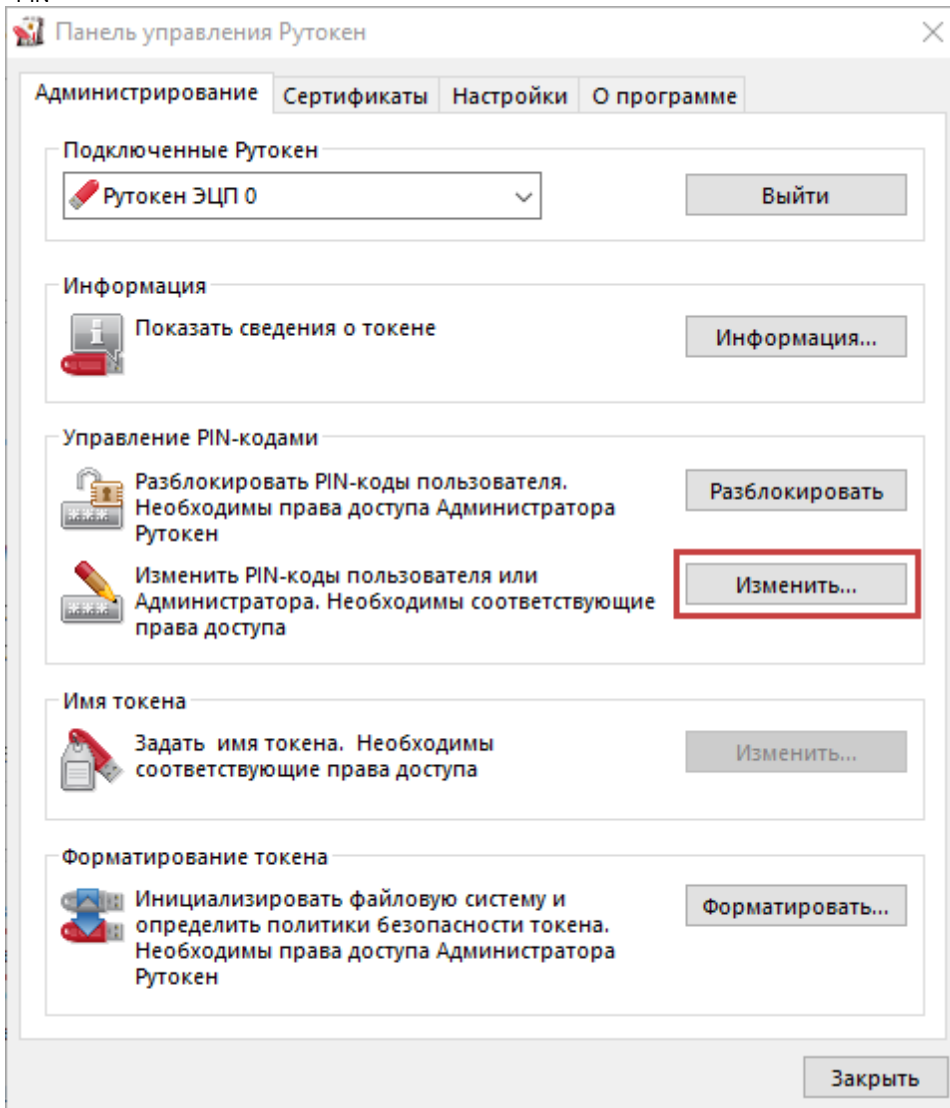 Панель управления Рутокен
Администрирование Сертификаты Настройки О программе
Подключенные Рутокен
Рутокен ЭЦП 0
Выйти
Информация
Показать сведения о токене
Информация...
Управление PIN-кодами
Разблокировать PIN-коды пользователя.
Необходимы права доступа Администратора
Рутокен
Разблокировать
Изменить PIN-коды пользователя или
Администратора. Необходимы соответствующие
права доступа
Изменить...
Имя токена
Задать имя токена. Необходимы
соответствующие права доступа
Изменить...
Форматирование токена
Инициализировать файловую систему и
определить политики безопасности токена.
Необходимы права доступа Администратора
Рутокен
Форматировать...
Закрыть